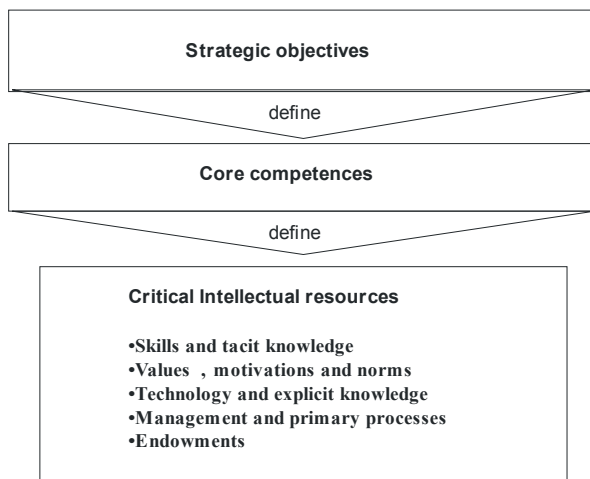 Strategic objectives
define
Core competences
define
Critical Intellectual resources
•Skills and tacit knowledge
•Values , motivations and norms
•Technology and explicit knowledge
•Management and primary processes
•Endowments